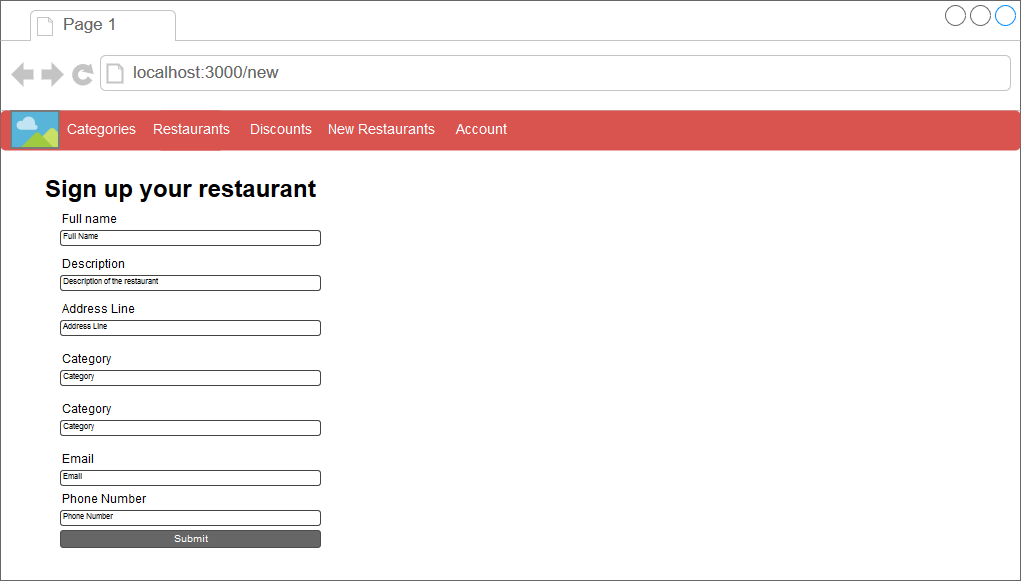 Page 1
localhost:3000/new
Categories Restaurants Discounts New Restaurants Account
Sign up your restaurant
Full name
Full Name
Description
Description of the restaurant
Address Line
Address Line
Category
Category
Category
Category
Email
Email
Phone Number
Phone Number
Submit